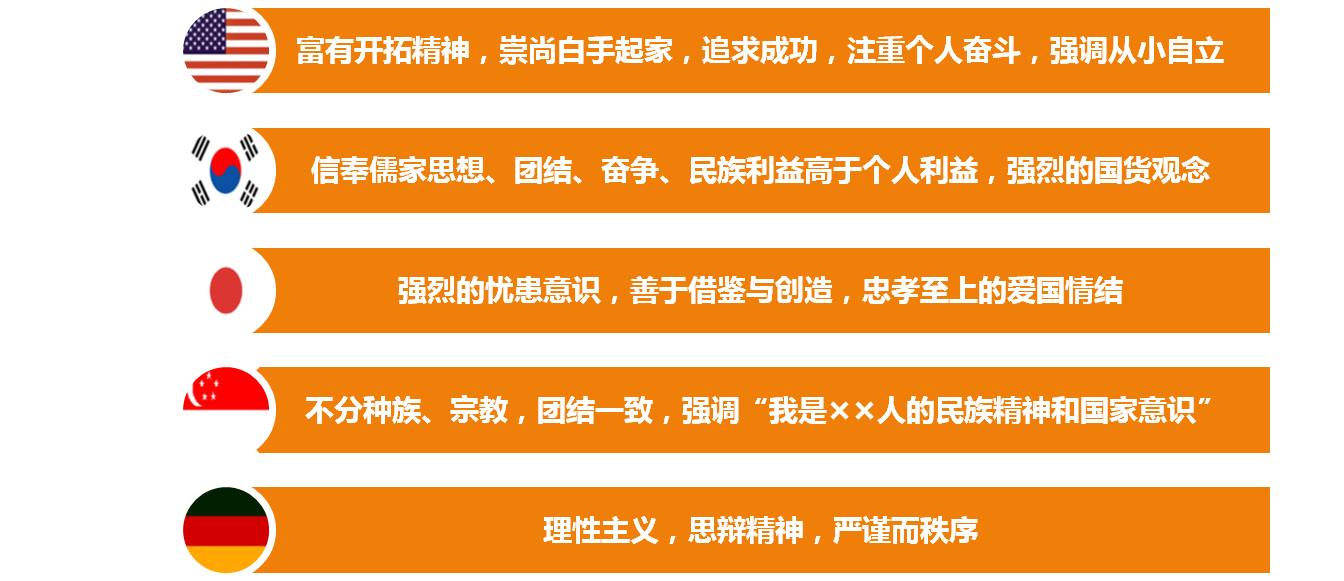 富有开拓精神，崇尚白手起家，追求成功，注重个人奋斗，强调从小自立
信奉儒家思想、团结、奋争、民族利益高于个人利益，强烈的国货观念
强烈的忧患意识，善于借鉴与创造，忠孝至上的爱国情结
不分种族、宗教，团结一致，强调“我是××人的民族精神和国家意识”
理性主义，思辩精神，严谨而秩序